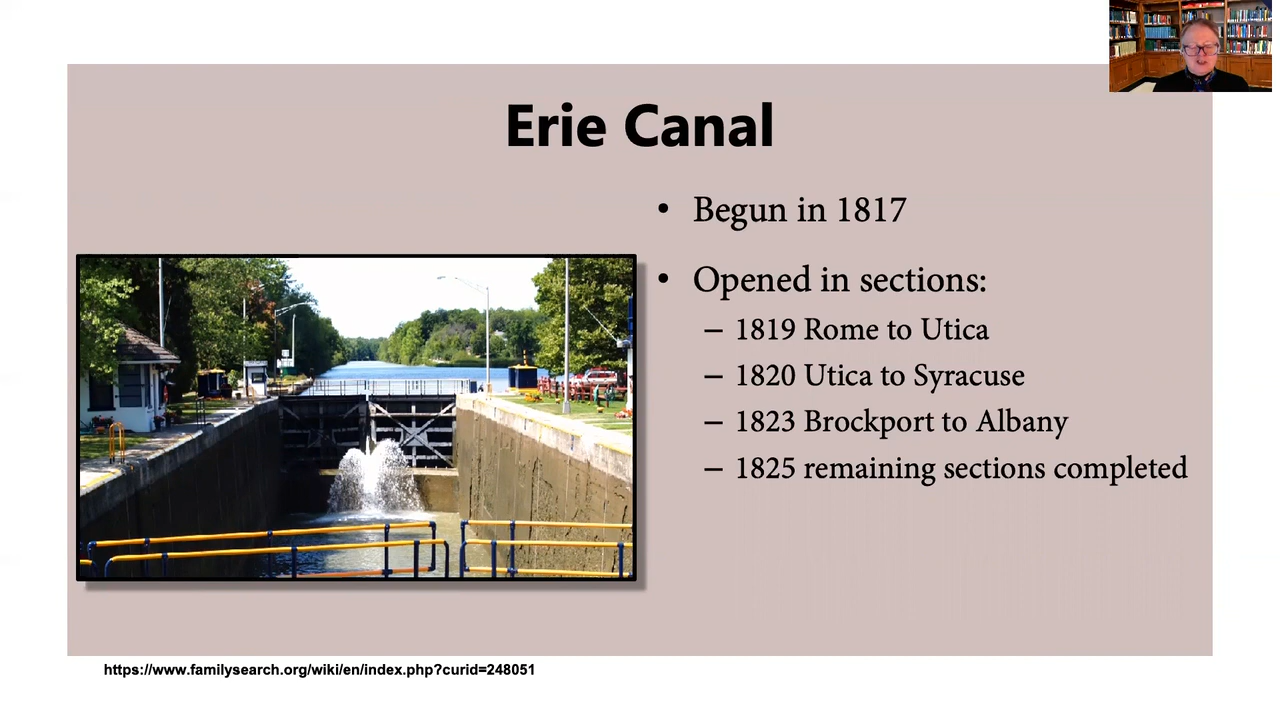 Erie Canal
• Begun in 1817
• Opened in sections:
– 1819 Rome to Utica
– 1820 Utica to Syracuse
– 1823 Brockport to Albany
– 1825 remaining sections completed
https://www.familysearch.org/wiki/en/index.php?curid=248051